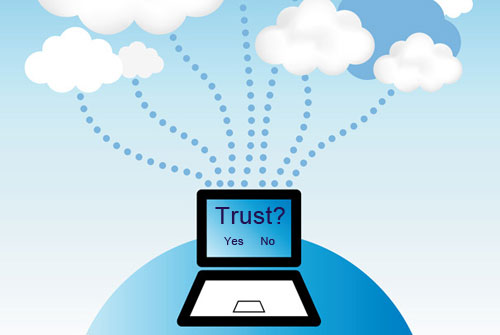 Trust?
Yes No